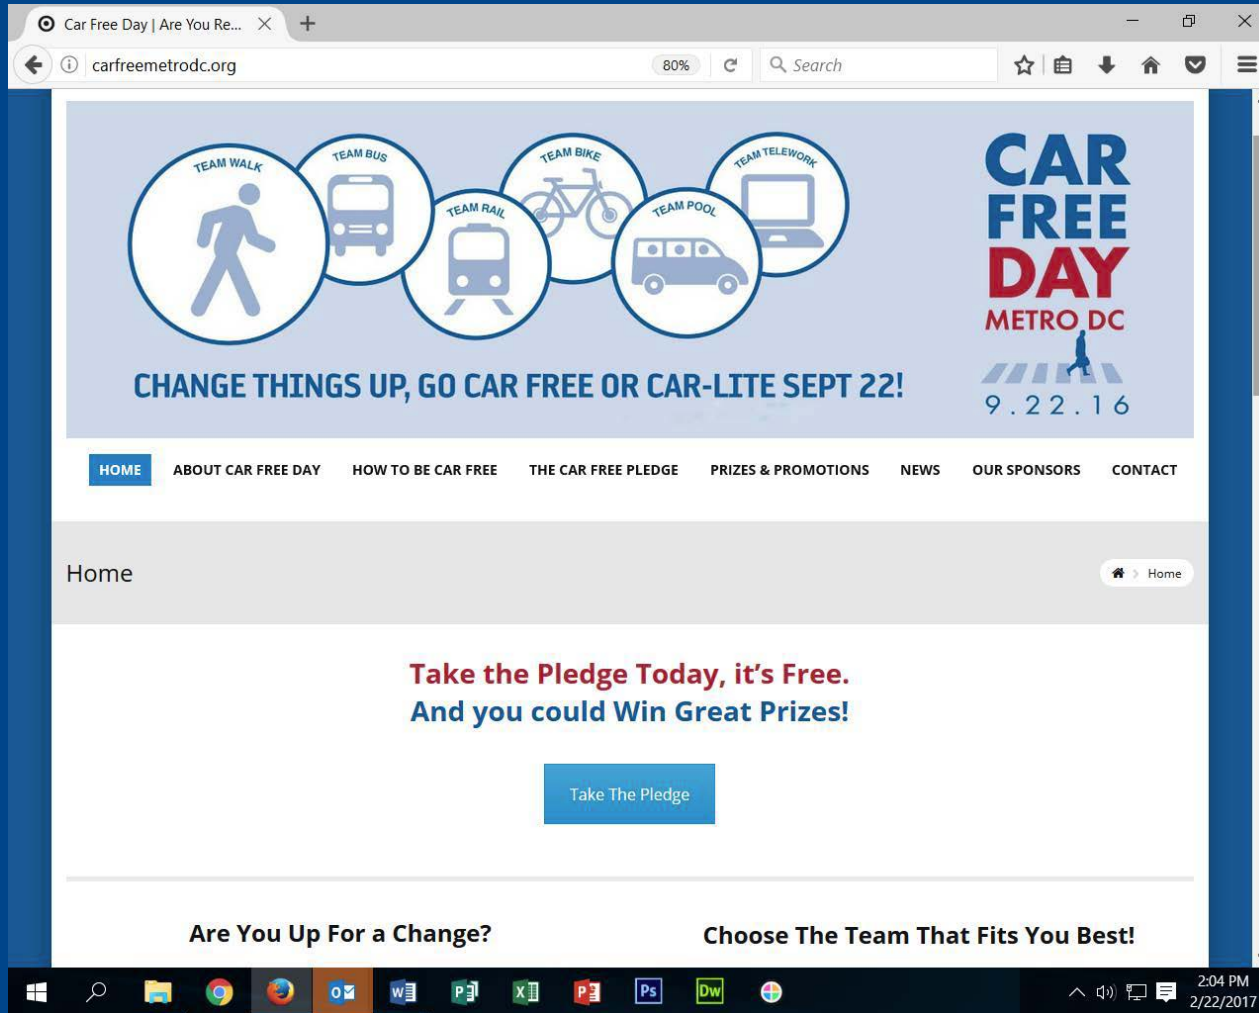 Car Free Day | Are You Re...
carfreemetrodc.org
80%
Search
TEAM WALK
TEAM BUS
TEAM RAIL
TEAM BIKE
TEAM POOL
TEAM TELEWORK
CHANGE THINGS UP, GO CAR FREE OR CAR-LITE SEPT 22!
CAR
FREE
DAY
METRO DC
9.22.16
HOME ABOUT CAR FREE DAY HOW TO BE CAR FREE THE CAR FREE PLEDGE PRIZES & PROMOTIONS NEWS OUR SPONSORS CONTACT
Home
Home
Take the Pledge Today, it's Free.
And you could Win Great Prizes!
Take The Pledge
Are You Up For a Change?
Choose The Team That Fits You Best!
Ps
Dw
2:04 PM
2/22/2017